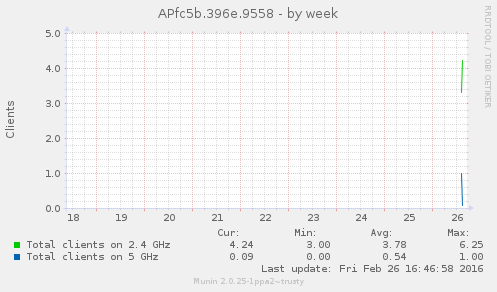 APfc5b.396e.9558 - by week
RRDTOOL / TOBI OETIKER
Clients
5.0
4.0
3.0
2.0
1.0
0.0
18 19 20 21 22 23 24 25 26
Cur: Min: Avg: Max:
Total clients on 2.4 GHz 4.24 3.00 3.78 6.25
Total clients on 5 GHz 0.09 0.00 0.54 1.00
Last update: Fri Feb 26 16:46:58 2016
Munin 2.0.25-1ppa2~trusty